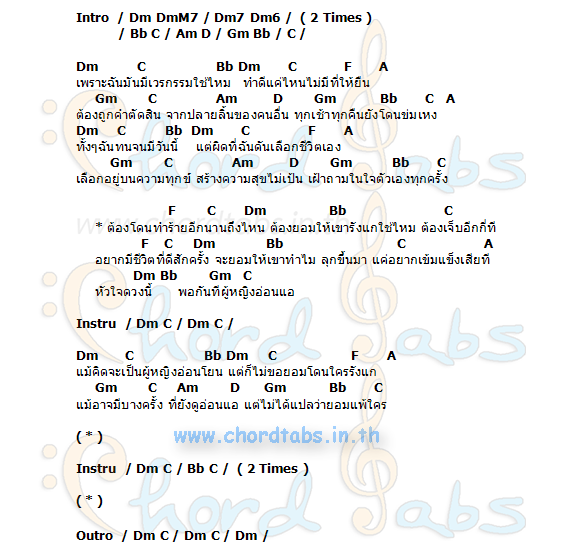 Intro / Dm DmM7 / Dm7 Dm6 / ( 2 Times )
/ Bb C / Am D / Gm Bb / C /
Dm C Bb Dm C F A
เพราะฉันมันมีเวรกรรมใช่ไหม ทำดีแค่ไหนไม่มีที่ให้ยืน
Gm C Am D Gm Bb C A
ต้องถูกคำตัดสิน จากปลายลิ้นของคนอื่น ทุกเช้าทุกคืนยังโดนข่มเหง
Dm C Bb Dm C F A
ทั้งๆฉันทนจนมีวันนี้ แต่ผิดที่ฉันดันเลือกชีวิตเอง
Gm C Am D Gm Bb C
เลือกอยู่บนความทุกข์ สร้างความสุขไม่เป็น เฝ้าถามในใจตัวเองทุกครั้ง
www.chordtabs.in.th
F C Dm Bb C
* ต้องโดนทำร้ายอีกนานถึงไหน ต้องยอมให้เขารังแกใช่ไหม ต้องเจ็บอีกกี่ที
F C Dm Bb C A
อยากมีชีวิตที่ดีสักครั้ง จะยอมให้เขาทำไม ลุกขึ้นมา แค่อยากเข้มแข็งเสียที
Dm Bb Gm C
หัวใจดวงนี้ พอกันทีผู้หญิงอ่อนแอ
Instru / Dm C / Dm C /
Dm C Bb Dm C F A
แม้คิดจะเป็นผู้หญิงอ่อนโยน แต่ก็ไม่ขอยอมโดนใครรังแก
Gm C Am D Gm Bb C
แม้อาจมีบางครั้ง ที่ยังดูอ่อนแอ แต่ไม่ได้แปลว่ายอมแพ้ใคร
( * )
www.chordtabs.in.th
Instru / Dm C / Bb C / ( 2 Times )
( * )
Outro / Dm C / Dm C / Dm /
Chord Tabs
Chord Tabs